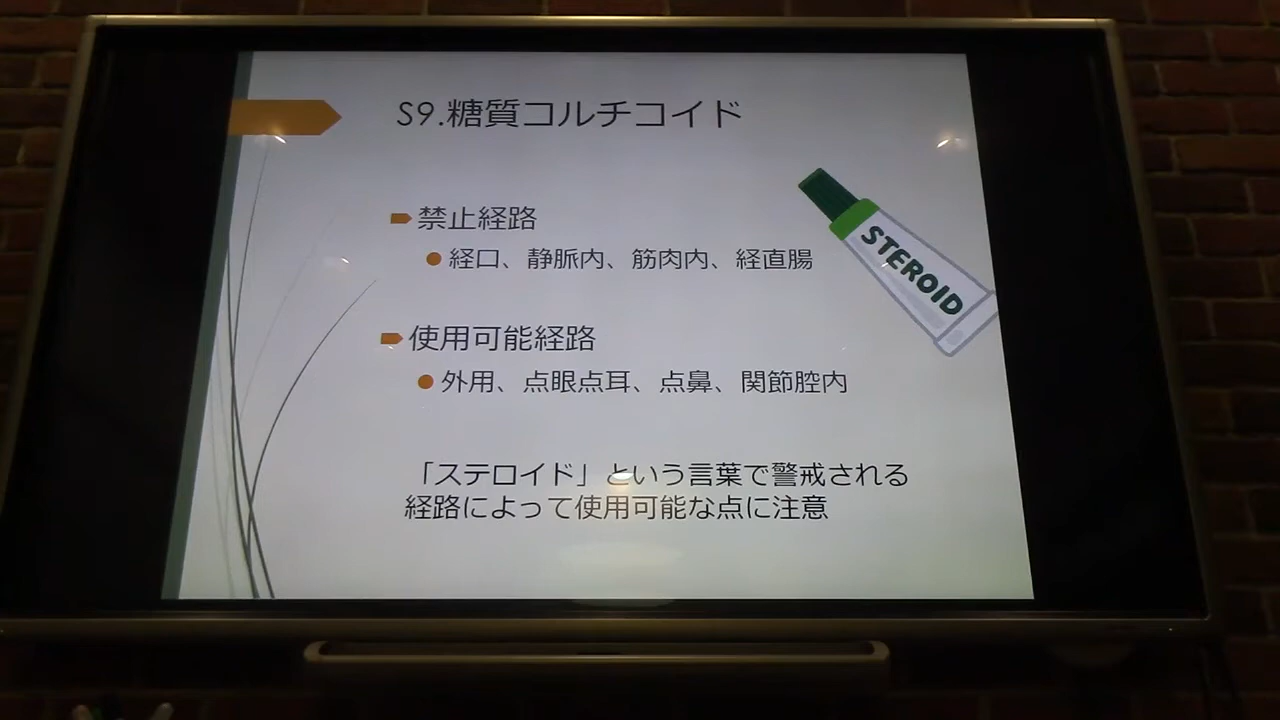 S9.糖質コルチコイド
禁止経路
経口、静脈内、筋肉内、経直腸
STEROID
使用可能経路
外用、点眼点耳、点鼻、関節腔内
「ステロイド」という言葉で警戒される
経路によって使用可能な点に注意